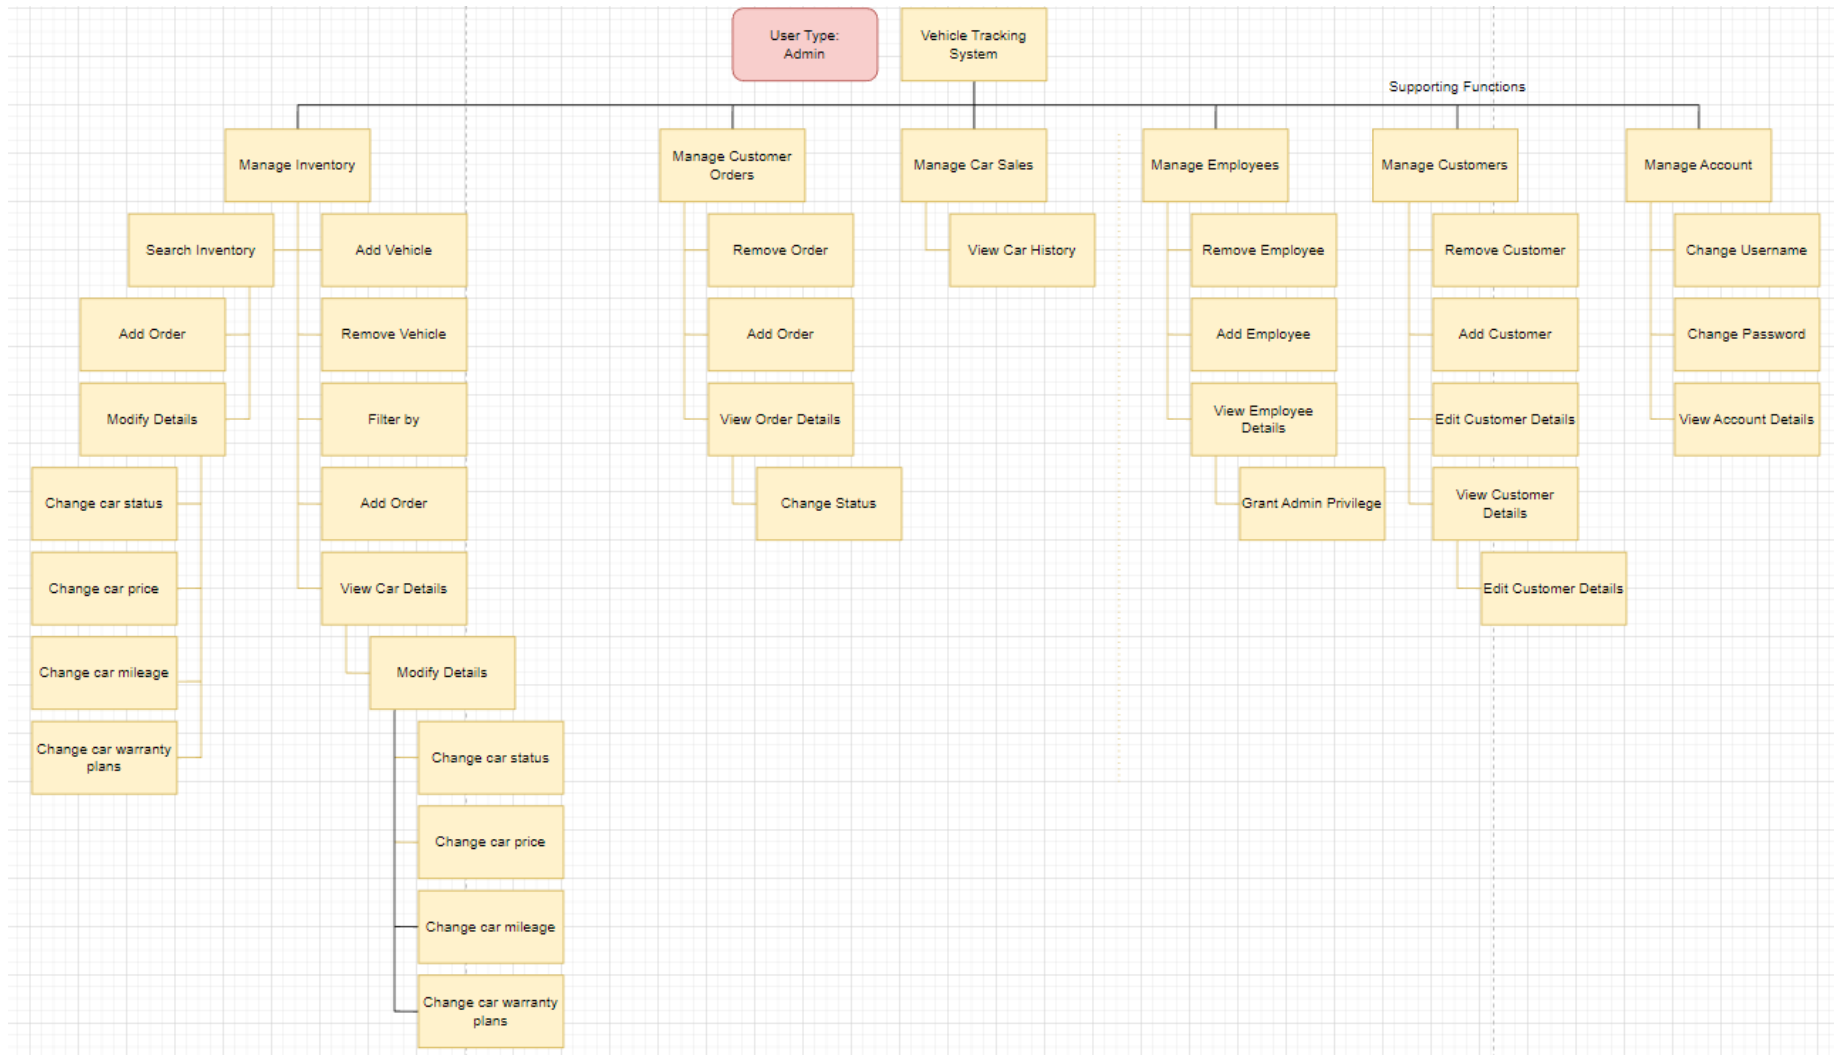 User Type:
Admin
Vehicle Tracking
System
Supporting Functions
Manage Inventory
Manage Customer
Orders
Manage Car Sales
Manage Employees
Manage Customers
Manage Account
Search Inventory
Add Vehicle
Remove Order
View Car History
Remove Employee
Remove Customer
Change Username
Add Order
Remove Vehicle
Add Order
Add Employee
Add Customer
Change Password
Modify Details
Filter by
View Order Details
View Employee
Details
Edit Customer Details
View Account Details
Change car status
Add Order
Change Status
Grant Admin Privilege
View Customer
Details
Change car price
View Car Details
Edit Customer Details
Change car mileage
Modify Details
Change car warranty
plans
Change car status
Change car price
Change car mileage
Change car warranty
plans